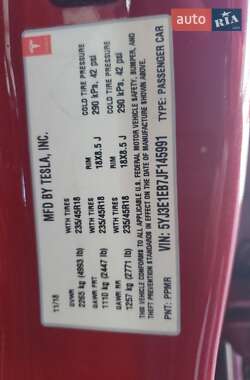 auto RIA.com
MFD BY TESLA, INC.
11/18
GVWR
2265 kg (4993 lb)
GAWR FRT
1110 kg (2447 lb)
GAWR RR
1257 kg (2771 lb)
WITH TIRES
235/45R18
WITH TIRES
235/45R18
WITH TIRES
235/45R18
RIM
18X8.5 J
RIM
18X8.5 J
COLD TIRE PRESSURE
290 kPa, 42 psi
COLD TIRE PRESSURE
290 kPa, 42 psi
THIS VEHICLE CONFORMS TO ALL APPLICABLE U.S. FEDERAL MOTOR VEHICLE SAFETY, BUMPER, AND
THEFT PREVENTION STANDARDS IN EFFECT ON THE DATE OF MANUFACTURE SHOWN ABOVE.
VIN: 5YJ3E1EB7JF145991
TYPE: PASSENGER CAR
PNT: PPMR